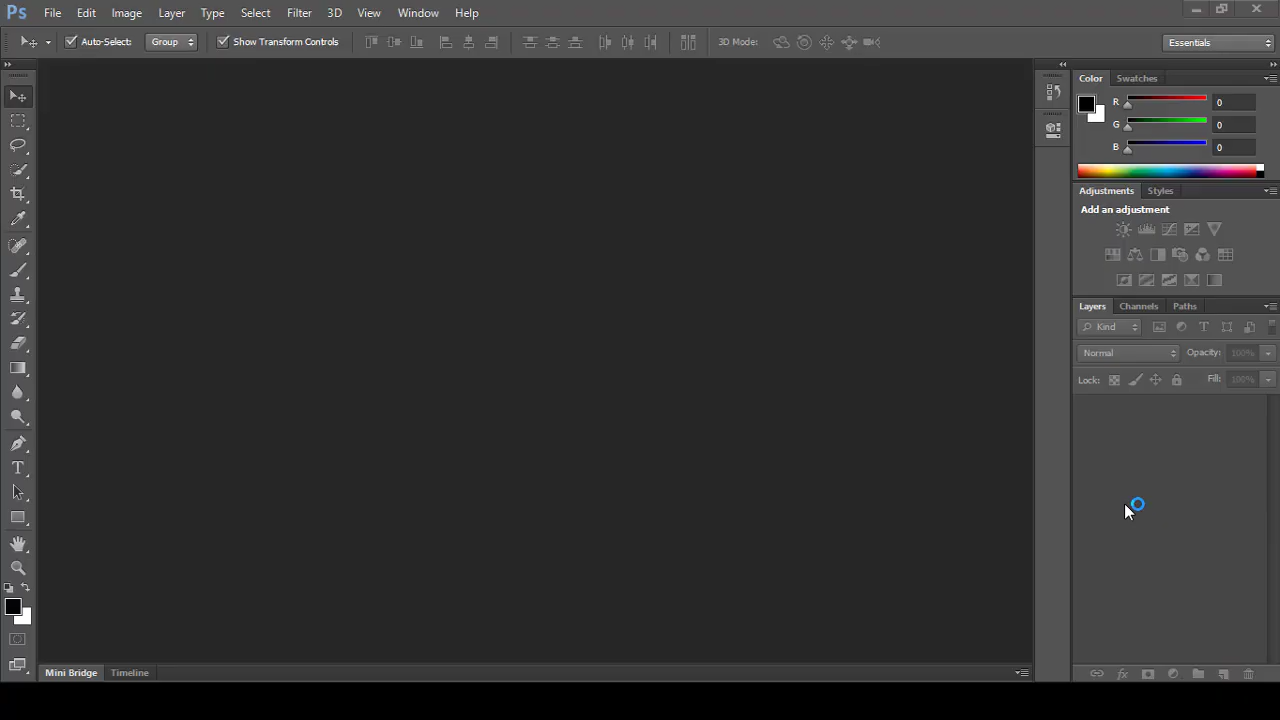 Ps File Edit Image Layer Type Select Filter 3D View Window Help
Auto-Select: Group Show Transform Controls 3D Mode: Essentials
Color Swatches
R 0
G 0
B 0
Adjustments Styles
Add an adjustment
Layers Channels Paths
Kind T
Normal Opacity: 100%
Lock: Fill: 100%
T
Mini Bridge Timeline
fx